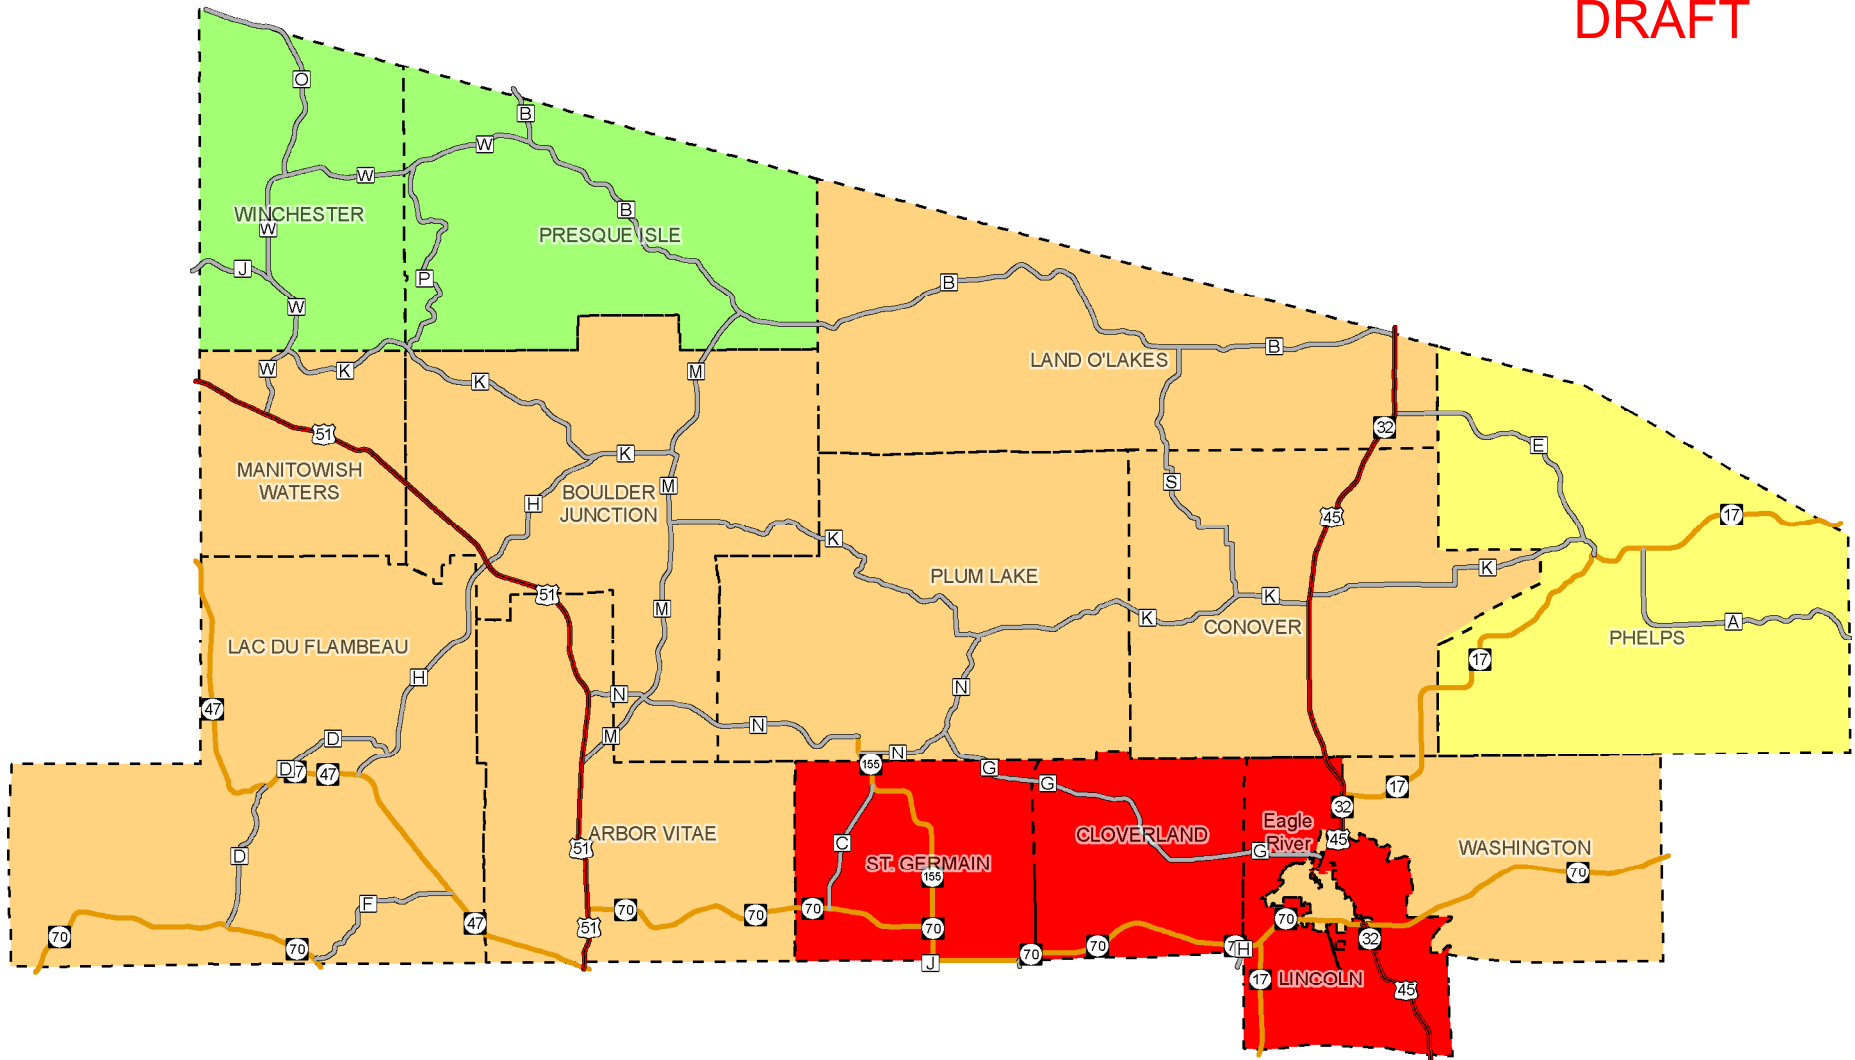 DRAFT
O
B
W
W
B
WINCHESTER
W
PRESQUE ISLE
J
P
B
W
B
LAND O'LAKES
W
K
K
M
32
51
E
K
MANITOWISH
WATERS
M
S
BOULDER
JUNCTION
H
45
17
K
K
PLUM LAKE
51
K
M
K
CONOVER
A
PHELPS
LAC DU FLAMBEAU
17
H
N
N
47
N
M
D
N
155
G
D
47
G
17
32
ARBOR VITAE
CLOVERLAND
Eagle
River
45
WASHINGTON
51
C
G
D
ST. GERMAIN
155
70
F
70
70
70
70
47
51
70
32
70
70
70
70
H
J
17
LINCOLN
45